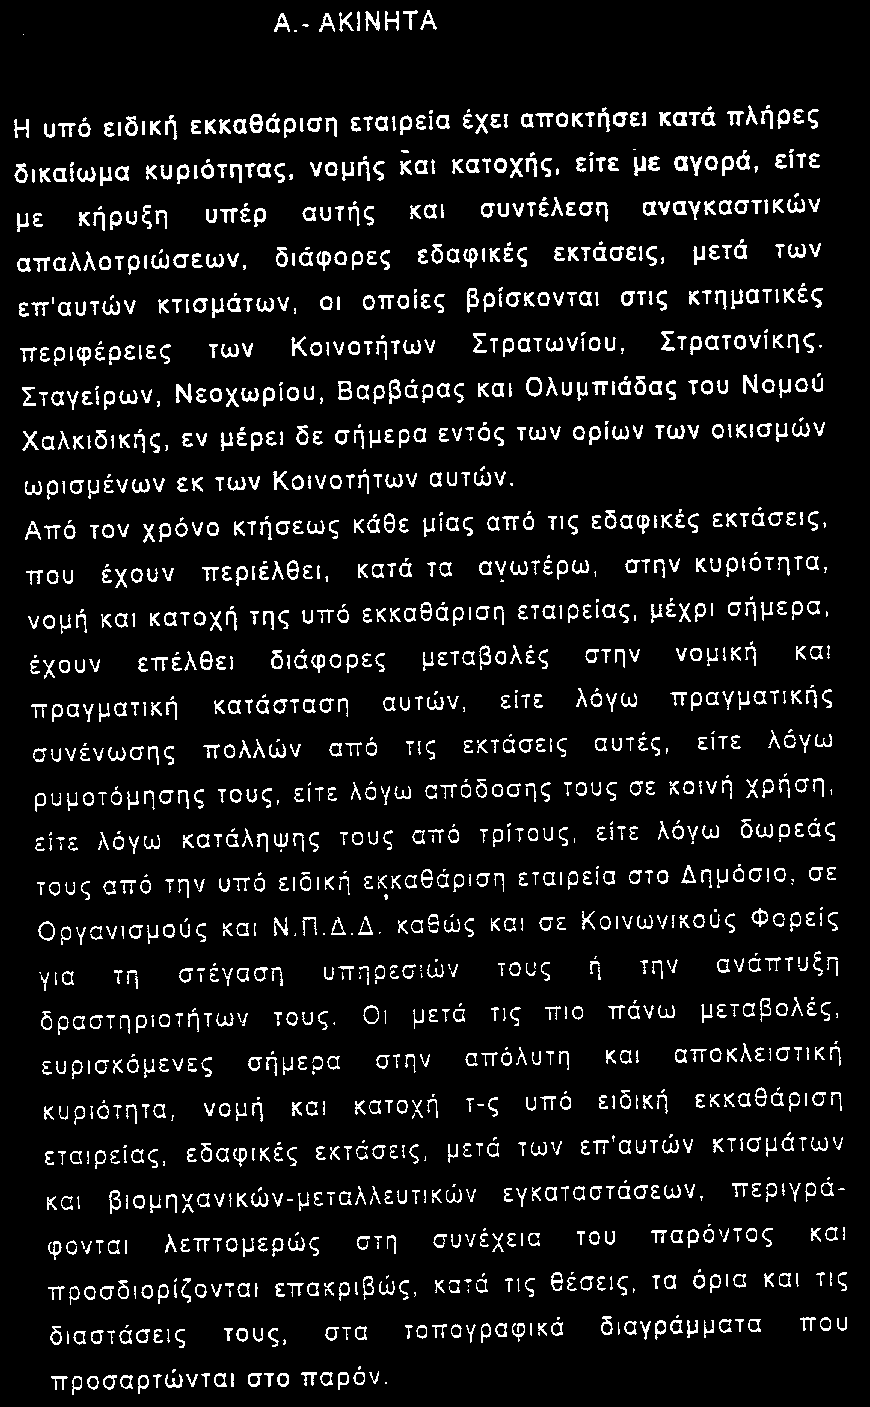 Α.- ΑΚΙΝΗΤΑ
Η υπό ειδική εκκαθάριση εταιρεία έχει αποκτήσει κατά πλήρες
δικαίωμα κυριότητας, νομής και κατοχής, είτε με αγορά, είτε
με κήρυξη υπέρ αυτής και συντέλεση αναγκαστικών
απαλλοτριώσεων, διάφορες εδαφικές εκτάσεις, μετά των
επ'αυτών κτισμάτων, οι οποίες βρίσκονται στις κτηματικές
περιφέρειες των Κοινοτήτων Στρατωνίου, Στρατονίκης,
Σταγείρων, Νεοχωρίου, Βαρβάρας και Ολυμπιάδας του Νομού
Χαλκιδικής, εν μέρει δε σήμερα εντός των ορίων των οικισμών
ωρισμένων εκ των Κοινοτήτων αυτών.
Από τον χρόνο κτήσεως κάθε μίας από τις εδαφικές εκτάσεις,
που έχουν περιέλθει, κατά τα ανωτέρω, στην κυριότητα,
νομή και κατοχή της υπό εκκαθάριση εταιρείας, μέχρι σήμερα,
έχουν επέλθει διάφορες μεταβολές στην νομική και
πραγματική κατάσταση αυτών, είτε λόγω πραγματικής
συνένωσης πολλών από τις εκτάσεις αυτές, είτε λόγω
ρυμοτόμησης τους, είτε λόγω απόδοσης τους σε κοινή χρήση,
είτε λόγω κατάληψης τους από τρίτους, είτε λόγω δωρεάς
τους από την υπό ειδική εκκαθάριση εταιρεία στο Δημόσιο, σε
Οργανισμούς και Ν.Π.Δ.Δ. καθώς και σε Κοινωνικούς Φορείς
για τη στέγαση υπηρεσιών τους ή την ανάπτυξη
δραστηριοτήτων τους. Οι μετά τις πιο πάνω μεταβολές,
ευρισκόμενες σήμερα στην απόλυτη και αποκλειστική
κυριότητα, νομή και κατοχή τ-ς υπό ειδική εκκαθάριση
εταιρείας, εδαφικές εκτάσεις, μετά των επ'αυτών κτισμάτων
και βιομηχανικών-μεταλλευτικών εγκαταστάσεων, περιγρά-
φονται λεπτομερώς στη συνέχεια του παρόντος και
προσδιορίζονται επακριβώς, κατά τις θέσεις, τα όρια και τις
διαστάσεις τους, στα τοπογραφικά διαγράμματα που
προσαρτώνται στο παρόν.